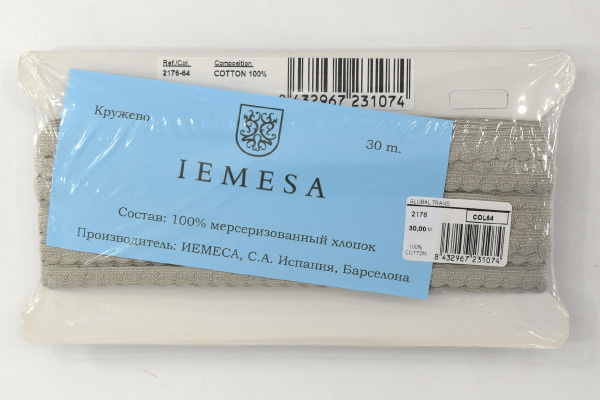 Ref./Col. Composition
2176-64 COTTON 100%
8 432967 231074
Кружево
30 m.
IEMESA
Состав: 100% мерсеризованный хлопок
Производитель: ИЕМЕСА, С.А. Испания, Барселона
GLOBAL TRANS
2176 COL64
30,00 M
100%
COTTON
8 432967 231074